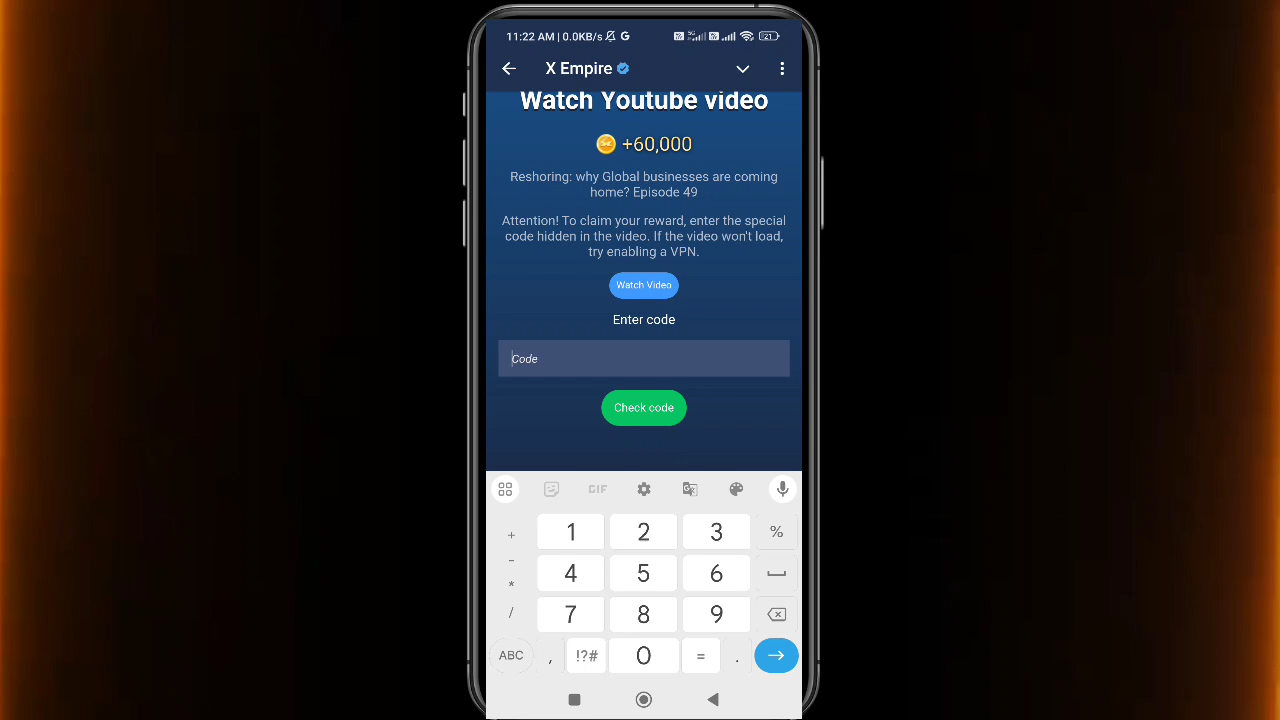 11:22 AM | 0.0KB/s G
X Empire
Watch Youtube video
+60,000
Reshoring: why Global businesses are coming
home? Episode 49
Attention! To claim your reward, enter the special
code hidden in the video. If the video won't load,
try enabling a VPN.
Watch Video
Enter code
Code
Check code
GIF
+ 1 2 3 %
- 4 5 6
*
/ 7 8 9
ABC , !?# 0 = .